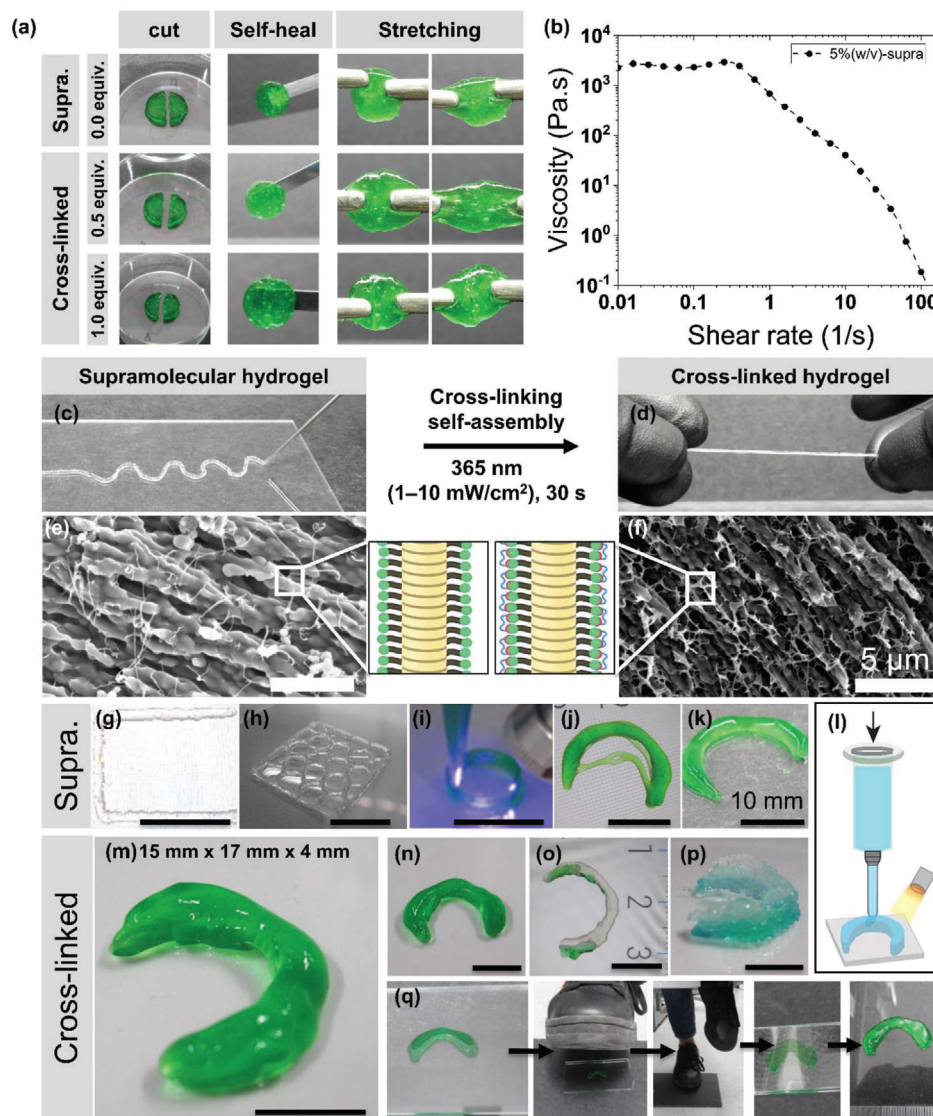 (a)
cut
Self-heal
Stretching
Supra.
0.0 equiv.
Cross-linked
0.5 equiv.
1.0 equiv.
(b)
Viscosity (Pa.s)
10⁴
10³
10²
10¹
10⁰
10⁻¹
5%(w/v)-supra
0.01 0.1 1 10 100
Shear rate (1/s)
Supramolecular hydrogel
Cross-linking
self-assembly
365 nm
(1–10 mW/cm²), 30 s
Cross-linked hydrogel
(c)
(d)
(e)
(f)
5 µm
Supra.
(g)
(h)
(i)
(j)
(k)
10 mm
(l)
Cross-linked
(m) 15 mm x 17 mm x 4 mm
(n)
(o)
1
2
3
(p)
(q)